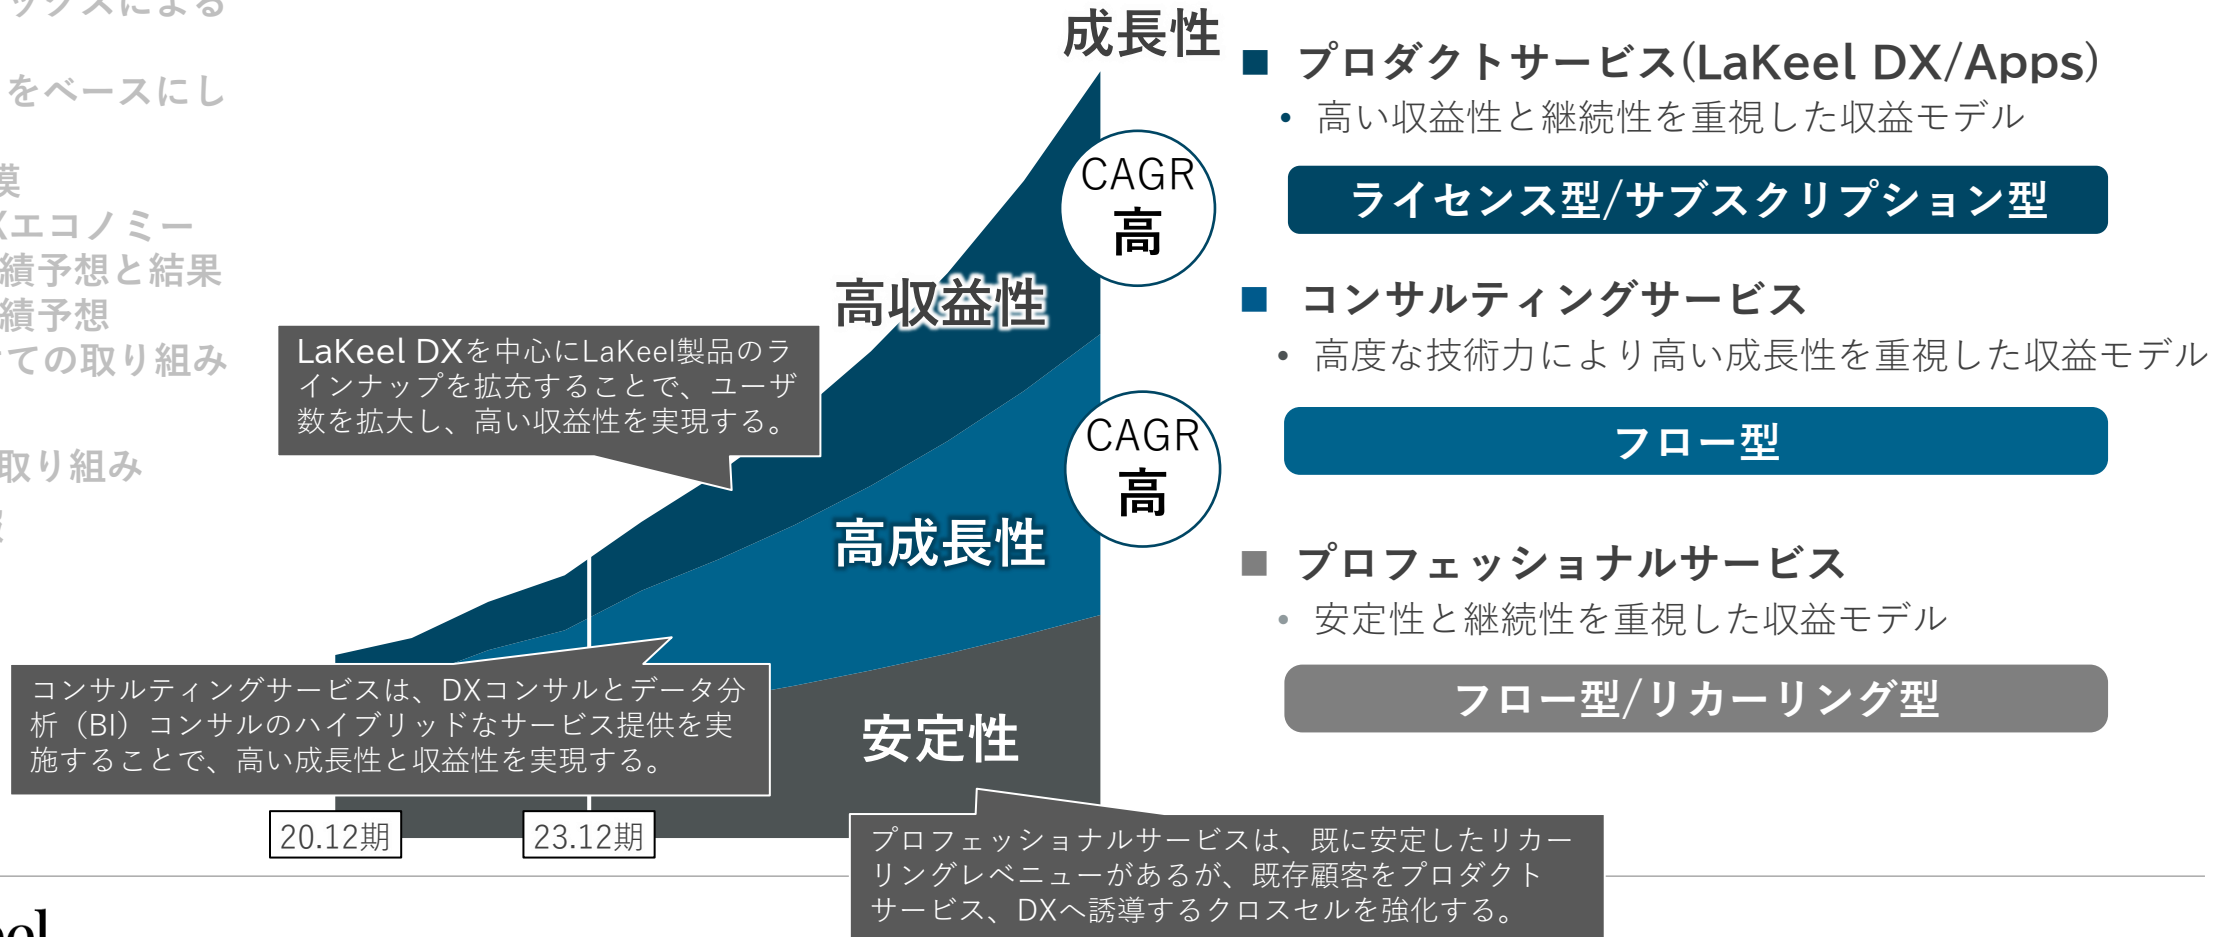 ックスによる
をベースにし
模
Xエコノミー
績予想と結果
績予想
ての取り組み
取り組み
成長性
CAGR
高
高収益性
LaKeel DXを中心にLaKeel製品のラ
インナップを拡充することで、ユーザ
数を拡大し、高い収益性を実現する。
CAGR
高
高成長性
コンサルティングサービスは、DXコンサルとデータ分
析（BI）コンサルのハイブリッドなサービス提供を実
施することで、高い成長性と収益性を実現する。
安定性
20.12期
23.12期
プロフェッショナルサービスは、既に安定したリカー
リングレベニューがあるが、既存顧客をプロダクト
サービス、DXへ誘導するクロスセルを強化する。
■ プロダクトサービス(LaKeel DX/Apps)
• 高い収益性と継続性を重視した収益モデル
ライセンス型/サブスクリプション型
■ コンサルティングサービス
• 高度な技術力により高い成長性を重視した収益モデル
フロー型
■ プロフェッショナルサービス
• 安定性と継続性を重視した収益モデル
フロー型/リカーリング型